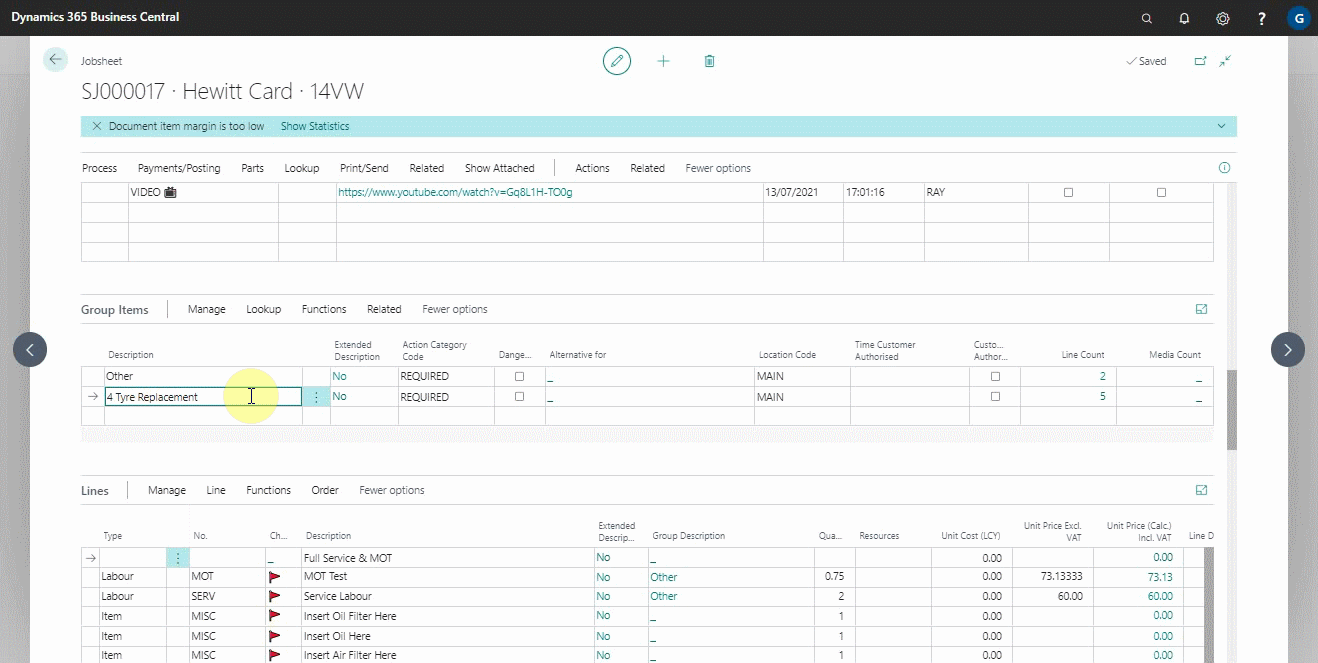 Dynamics 365 Business Central
? G
Jobsheet
Saved
SJ000017 · Hewitt Card · 14VW
Document item margin is too low Show Statistics
Process Payments/Posting Parts Lookup Print/Send Related Show Attached Actions Related Fewer options
VIDEO https://www.youtube.com/watch?v=Gq8L1H-TO0g 13/07/2021 17:01:16 RAY
Group Items Manage Lookup Functions Related Fewer options
Description Extended Description Action Category Code Dange... Alternative for Location Code Time Customer Authorised Custo... Author... Line Count Media Count
Other No REQUIRED _ MAIN 2 _
4 Tyre Replacement No REQUIRED _ MAIN 5 _
Lines Manage Line Functions Order Fewer options
Type No. Ch... Description Extended Descrip... Group Description Qua... Resources Unit Cost (LCY) Unit Price Excl. VAT Unit Price (Calc.) Incl. VAT Line D
_ Full Service & MOT No _ 0.00 0.00
Labour MOT MOT Test No Other 0.75 0.00 73.13333 73.13
Labour SERV Service Labour No Other 2 0.00 60.00 60.00
Item MISC Insert Oil Filter Here No _ 1 0.00 0.00
Item MISC Insert Oil Here No _ 1 0.00 0.00
Item MISC Insert Air Filter Here No _ 1 0.00 0.00